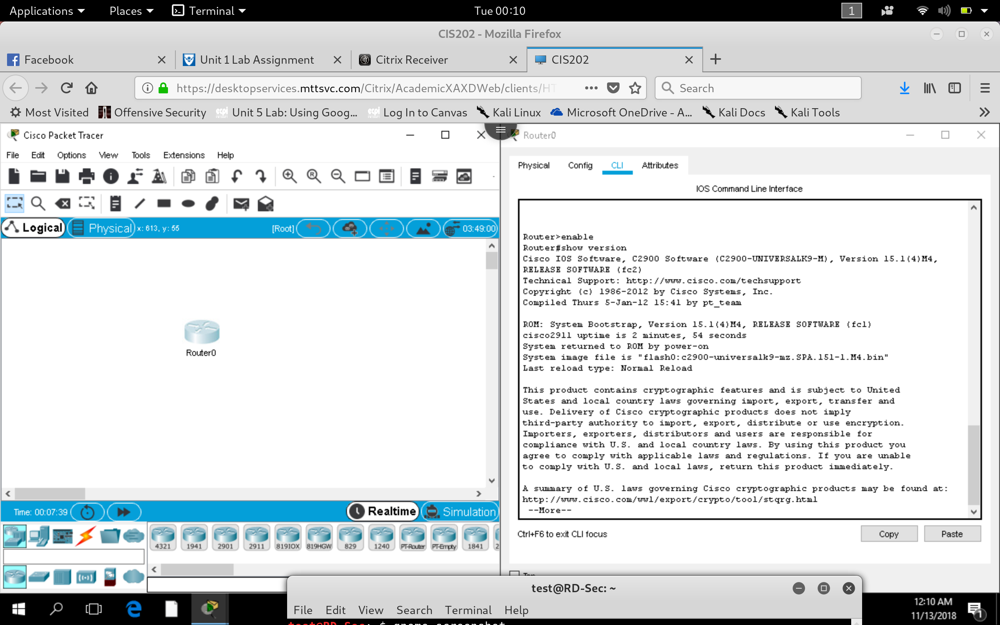 Applications Places Terminal Tue 00:10 1
CIS202 - Mozilla Firefox
Facebook Unit 1 Lab Assignment Citrix Receiver CIS202
https://desktopservices.mttsvc.com/Citrix/AcademicXAXDWeb/clients/HT Search
Most Visited Offensive Security Unit 5 Lab: Using Goog... Log In to Canvas Kali Linux Microsoft OneDrive - A... Kali Docs Kali Tools
Cisco Packet Tracer
File Edit Options View Tools Extensions Help
Logical Physical x: 613, y: 55 [Root] 03:49:00
Router0
Time: 00:07:39 Realtime Simulation
4321 1941 2901 2911 819IOX 819HGW 829 1240 PT-Router PT-Empty 1841 2
Router0
Physical Config CLI Attributes
IOS Command Line Interface
Router>enable
Router#show version
Cisco IOS Software, C2900 Software (C2900-UNIVERSALK9-M), Version 15.1(4)M4,
RELEASE SOFTWARE (fc2)
Technical Support: http://www.cisco.com/techsupport
Copyright (c) 1986-2012 by Cisco Systems, Inc.
Compiled Thurs 5-Jan-12 15:41 by pt_team
ROM: System Bootstrap, Version 15.1(4)M4, RELEASE SOFTWARE (fc1)
cisco2911 uptime is 2 minutes, 54 seconds
System returned to ROM by power-on
System image file is "flash0:c2900-universalk9-mz.SPA.151-1.M4.bin"
Last reload type: Normal Reload
This product contains cryptographic features and is subject to United
States and local country laws governing import, export, transfer and
use. Delivery of Cisco cryptographic products does not imply
third-party authority to import, export, distribute or use encryption.
Importers, exporters, distributors and users are responsible for
compliance with U.S. and local country laws. By using this product you
agree to comply with applicable laws and regulations. If you are unable
to comply with U.S. and local laws, return this product immediately.
A summary of U.S. laws governing Cisco cryptographic products may be found at:
http://www.cisco.com/wwl/export/crypto/tool/stqrg.html
--More--
Ctrl+F6 to exit CLI focus Copy Paste
Top
test@RD-Sec: ~
File Edit View Search Terminal Help
test@RD-Sec:~$ gnome-screenshot
12:10 AM
11/13/2018
1